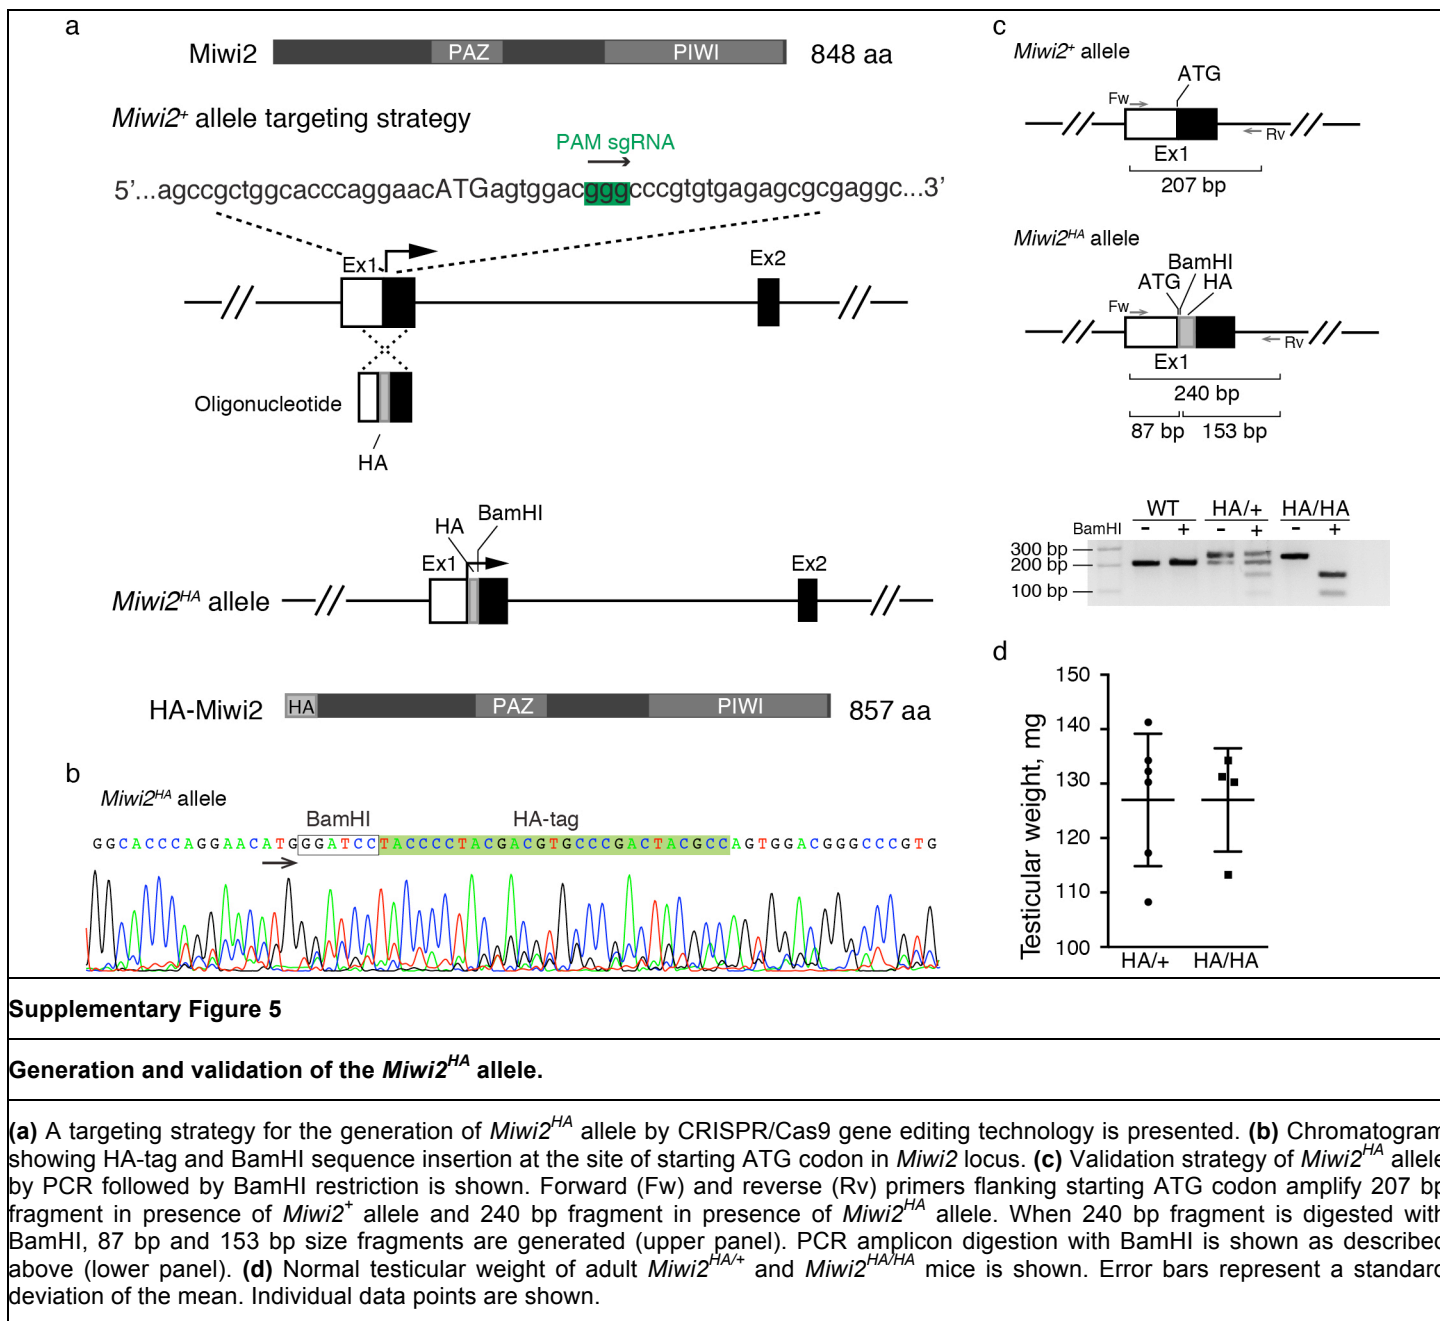 a
Miwi2 PAZ PIWI 848 aa
Miwi2+ allele targeting strategy
PAM sgRNA
5’...agccgctggcacccaggaacATGagtggacgggcccgtgtgagagcgcgaggc...3’
Ex1 Ex2
Oligonucleotide
HA
HA BamHI
Ex1 Ex2
Miwi2HA allele
HA-Miwi2 HA PAZ PIWI 857 aa
b
Miwi2HA allele
BamHI HA-tag
GGCACCCAGGAACATGGGATCCTACCCCTACGACGTGCCCGACTACGCCAGTGGACGGGCCCGTG
c
Miwi2+ allele
ATG
Fw
Rv
Ex1
207 bp
Miwi2HA allele
BamHI
ATG HA
Fw
Rv
Ex1
240 bp
87 bp 153 bp
WT HA/+ HA/HA
BamHI - + - + - +
300 bp
200 bp
100 bp
d
Testicular weight, mg
150
140
130
120
110
100
HA/+ HA/HA
Supplementary Figure 5
Generation and validation of the Miwi2HA allele.
(a) A targeting strategy for the generation of Miwi2HA allele by CRISPR/Cas9 gene editing technology is presented. (b) Chromatogram
showing HA-tag and BamHI sequence insertion at the site of starting ATG codon in Miwi2 locus. (c) Validation strategy of Miwi2HA allele
by PCR followed by BamHI restriction is shown. Forward (Fw) and reverse (Rv) primers flanking starting ATG codon amplify 207 bp
fragment in presence of Miwi2+ allele and 240 bp fragment in presence of Miwi2HA allele. When 240 bp fragment is digested with
BamHI, 87 bp and 153 bp size fragments are generated (upper panel). PCR amplicon digestion with BamHI is shown as described
above (lower panel). (d) Normal testicular weight of adult Miwi2HA/+ and Miwi2HA/HA mice is shown. Error bars represent a standard
deviation of the mean. Individual data points are shown.